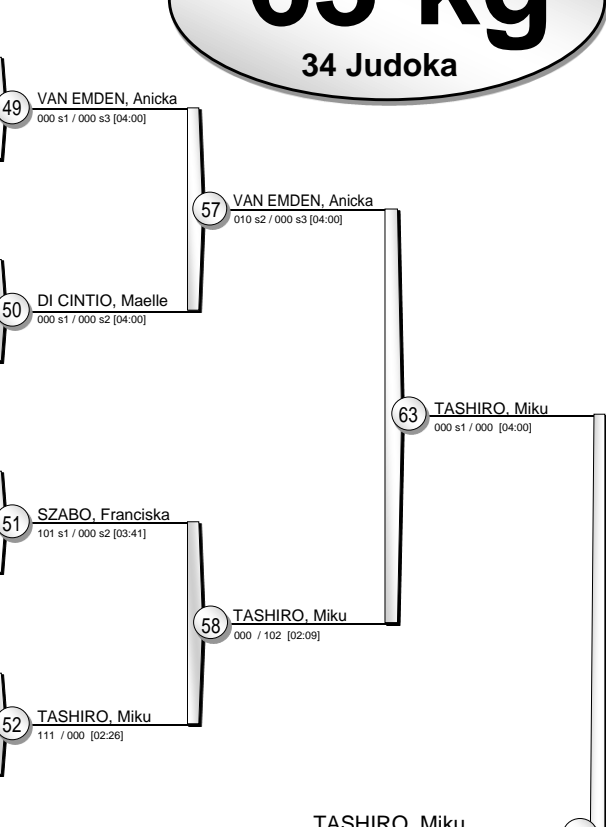 34 Judoka
49
VAN EMDEN, Anicka
000 s1 / 000 s3 [04:00]
57
VAN EMDEN, Anicka
010 s2 / 000 s3 [04:00]
50
DI CINTIO, Maelle
000 s1 / 000 s2 [04:00]
63
TASHIRO, Miku
000 s1 / 000 [04:00]
51
SZABO, Franciska
101 s1 / 000 s2 [03:41]
58
TASHIRO, Miku
000 / 102 [02:09]
52
TASHIRO, Miku
111 / 000 [02:26]
TASHIRO, Miku